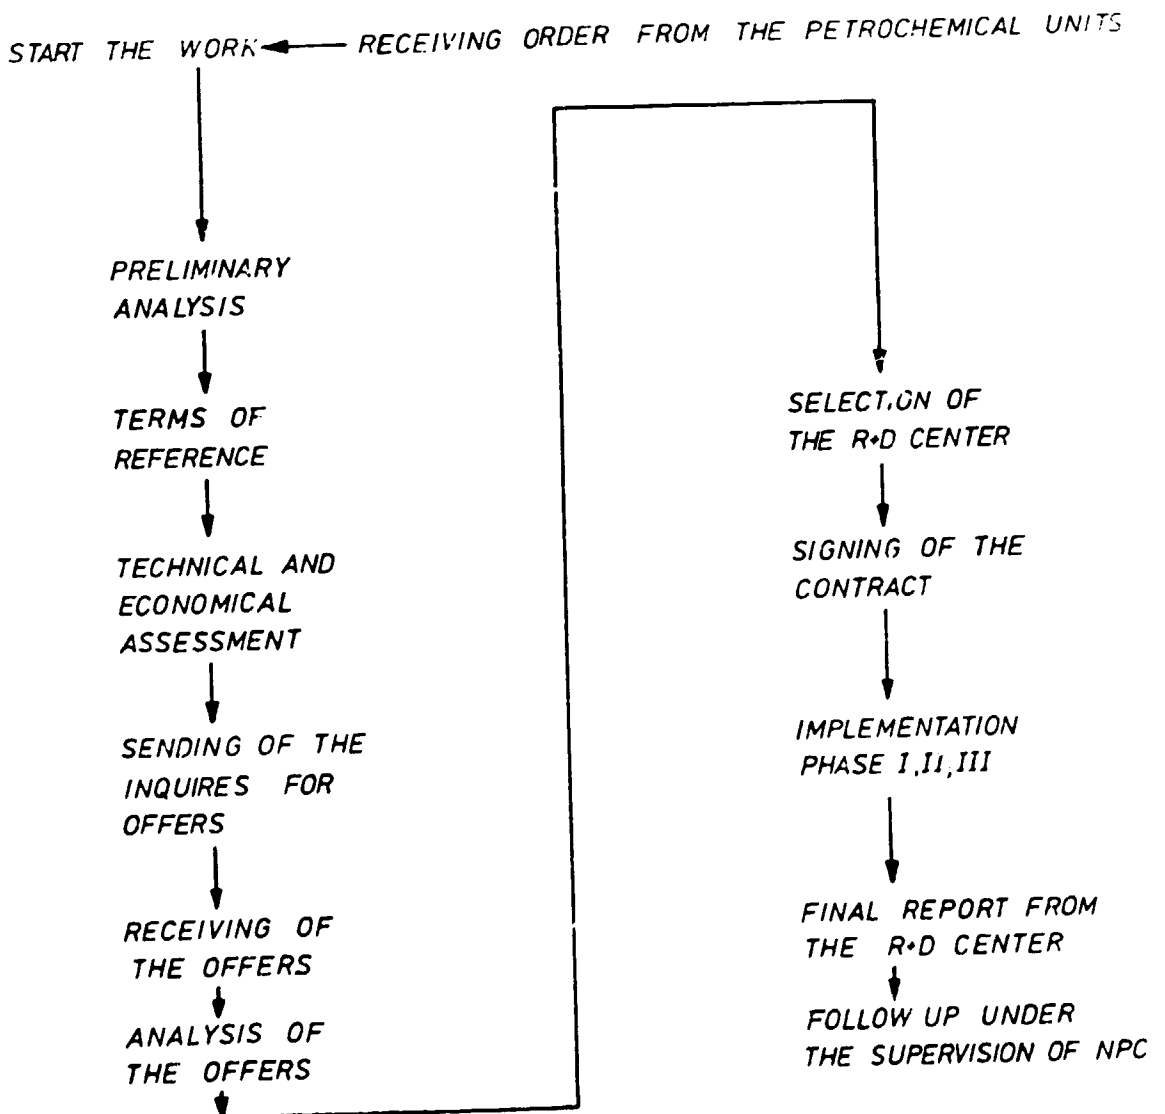 START THE WORK RECEIVING ORDER FROM THE PETROCHEMICAL UNITS
PRELIMINARY
ANALYSIS
TERMS OF
REFERENCE
TECHNICAL AND
ECONOMICAL
ASSESSMENT
SENDING OF THE
INQUIRES FOR
OFFERS
RECEIVING OF
THE OFFERS
ANALYSIS OF
THE OFFERS
SELECTION OF
THE R+D CENTER
SIGNING OF THE
CONTRACT
IMPLEMENTATION
PHASE I, II, III
FINAL REPORT FROM
THE R+D CENTER
FOLLOW UP UNDER
THE SUPERVISION OF NPC